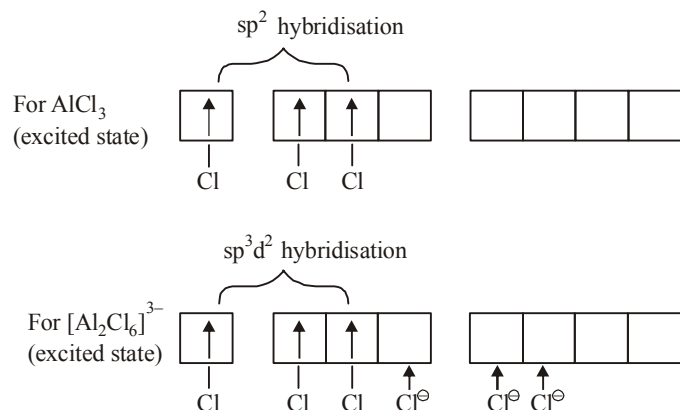 sp² hybridisation
For AlCl₃
(excited state)
Cl Cl Cl
sp³d² hybridisation
For [Al₂Cl₆]³⁻
(excited state)
Cl Cl Cl Cl⊖ Cl⊖ Cl⊖